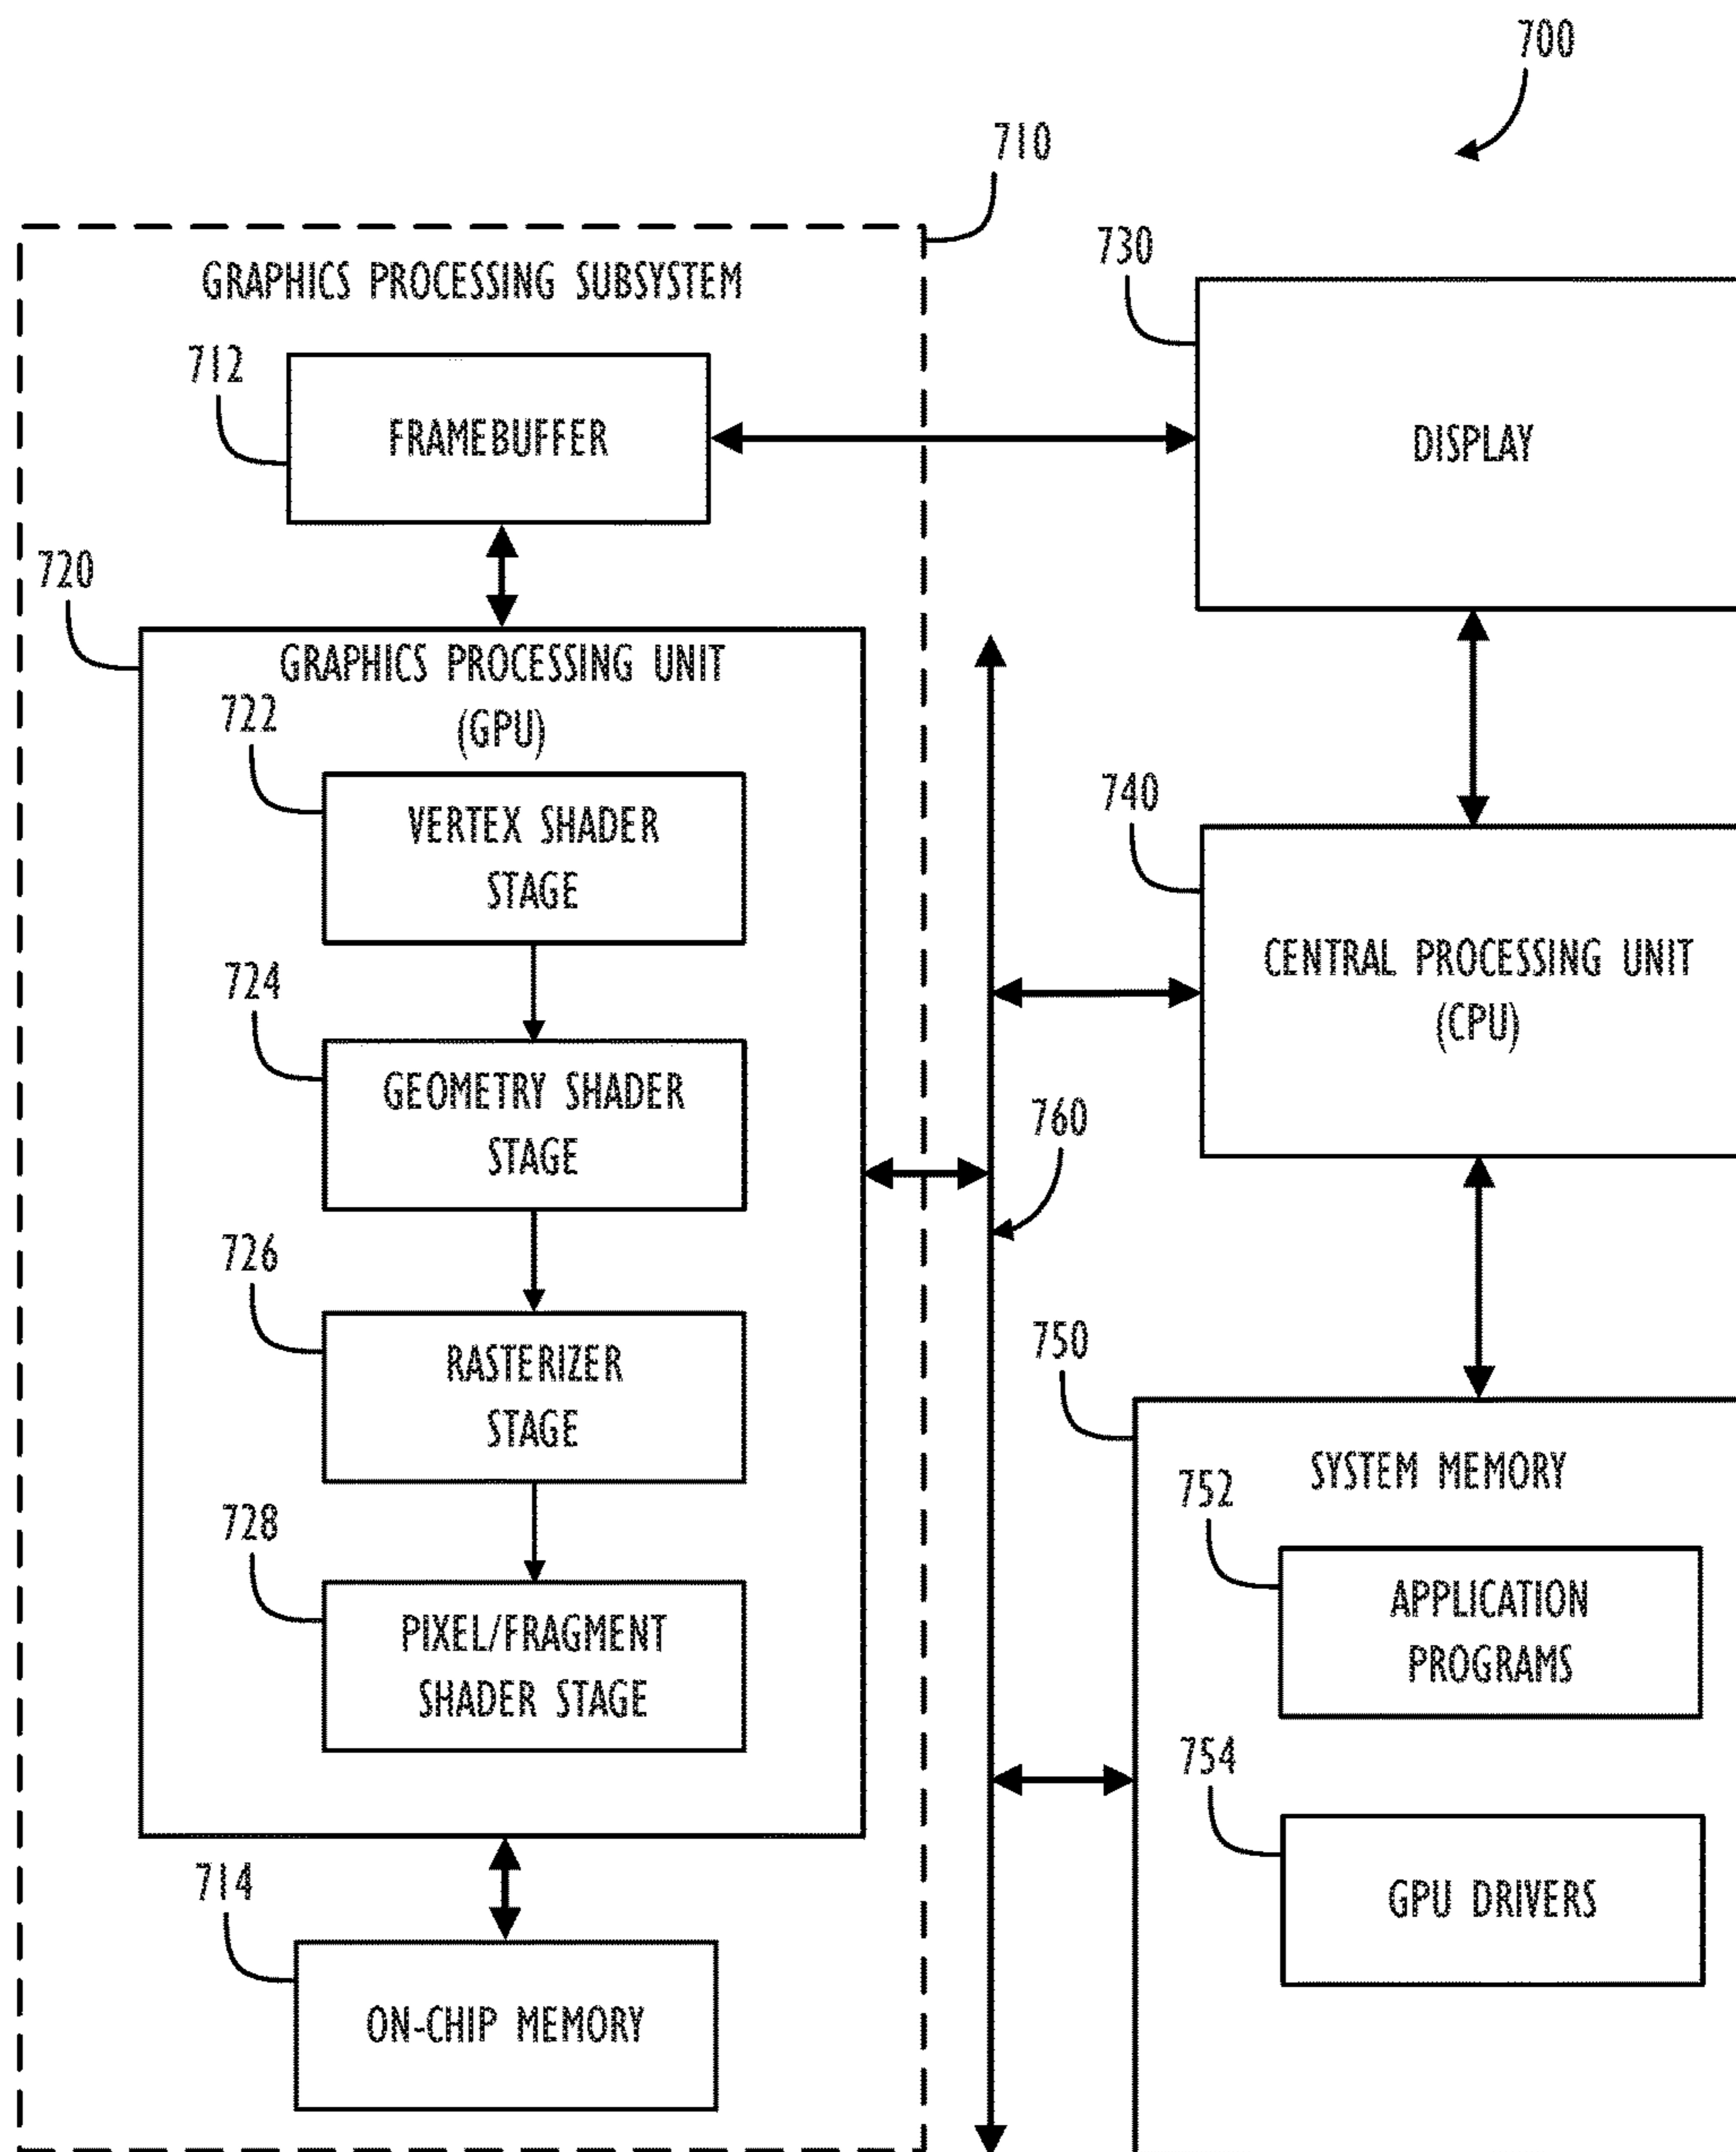 700
710
GRAPHICS PROCESSING SUBSYSTEM
712
FRAMEBUFFER
730
DISPLAY
720
GRAPHICS PROCESSING UNIT
(GPU)
722
VERTEX SHADER
STAGE
724
GEOMETRY SHADER
STAGE
726
RASTERIZER
STAGE
728
PIXEL/FRAGMENT
SHADER STAGE
714
ON-CHIP MEMORY
740
CENTRAL PROCESSING UNIT
(CPU)
760
750
SYSTEM MEMORY
752
APPLICATION
PROGRAMS
754
GPU DRIVERS